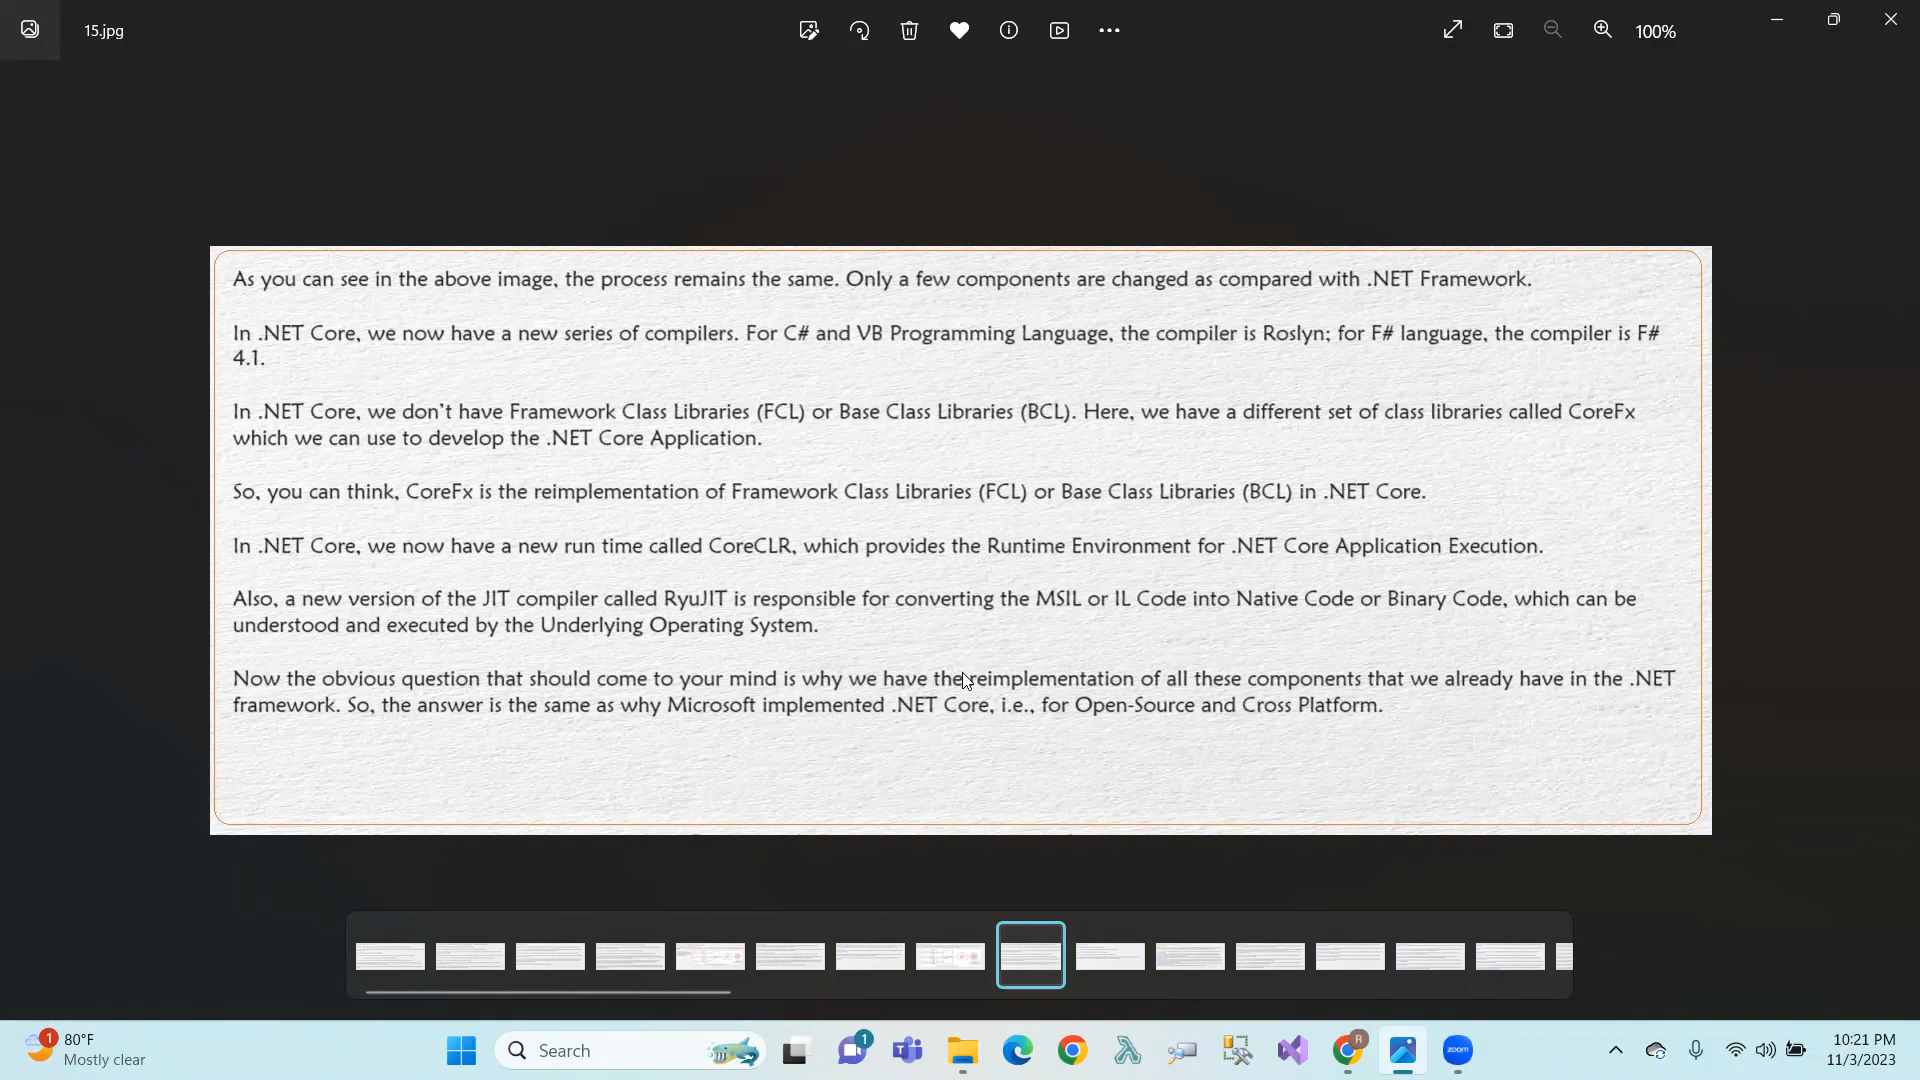 15.jpg
100%
As you can see in the above image, the process remains the same. Only a few components are changed as compared with .NET Framework.
In .NET Core, we now have a new series of compilers. For C# and VB Programming Language, the compiler is Roslyn; for F# language, the compiler is F#
4.1.
In .NET Core, we don't have Framework Class Libraries (FCL) or Base Class Libraries (BCL). Here, we have a different set of class libraries called CoreFx
which we can use to develop the .NET Core Application.
So, you can think, CoreFx is the reimplementation of Framework Class Libraries (FCL) or Base Class Libraries (BCL) in .NET Core.
In .NET Core, we now have a new run time called CoreCLR, which provides the Runtime Environment for .NET Core Application Execution.
Also, a new version of the JIT compiler called RyuJIT is responsible for converting the MSIL or IL Code into Native Code or Binary Code, which can be
understood and executed by the Underlying Operating System.
Now the obvious question that should come to your mind is why we have the reimplementation of all these components that we already have in the .NET
framework. So, the answer is the same as why Microsoft implemented .NET Core, i.e., for Open-Source and Cross Platform.
1
80°F
Mostly clear
Search
1
R
zoom
10:21 PM
11/3/2023